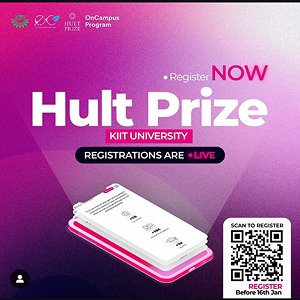 HULT
PRIZE
OnCampus
Program
• Register NOW
Hult Prize
KIIT UNIVERSITY
REGISTRATIONS ARE • LIVE
SCAN TO REGISTER
REGISTER
Before 16th Jan